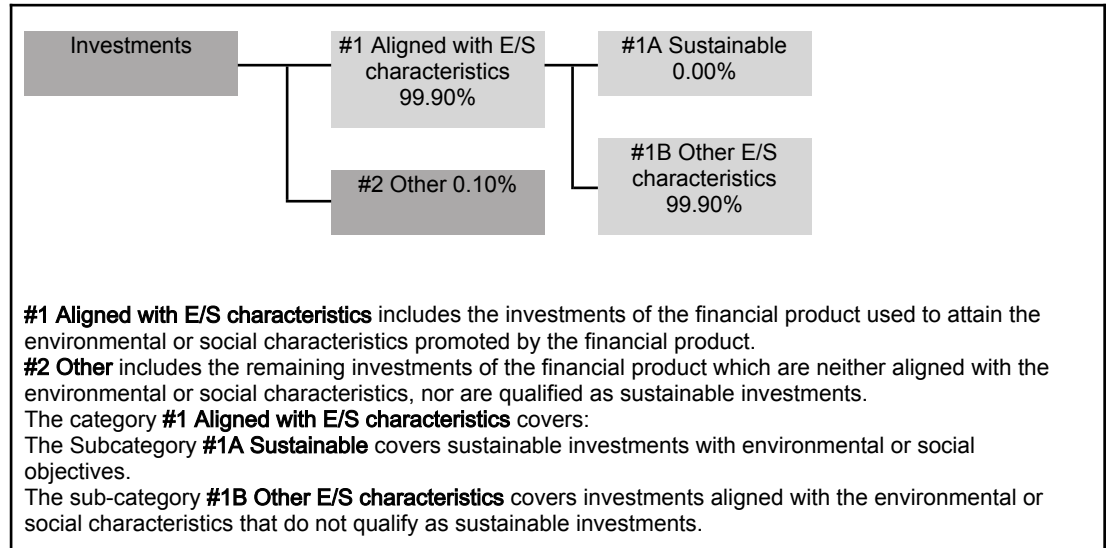 Investments
#1 Aligned with E/S
characteristics
99.90%
#1A Sustainable
0.00%
#1B Other E/S
characteristics
99.90%
#2 Other 0.10%
#1 Aligned with E/S characteristics includes the investments of the financial product used to attain the
environmental or social characteristics promoted by the financial product.
#2 Other includes the remaining investments of the financial product which are neither aligned with the
environmental or social characteristics, nor are qualified as sustainable investments.
The category #1 Aligned with E/S characteristics covers:
The Subcategory #1A Sustainable covers sustainable investments with environmental or social
objectives.
The sub-category #1B Other E/S characteristics covers investments aligned with the environmental or
social characteristics that do not qualify as sustainable investments.